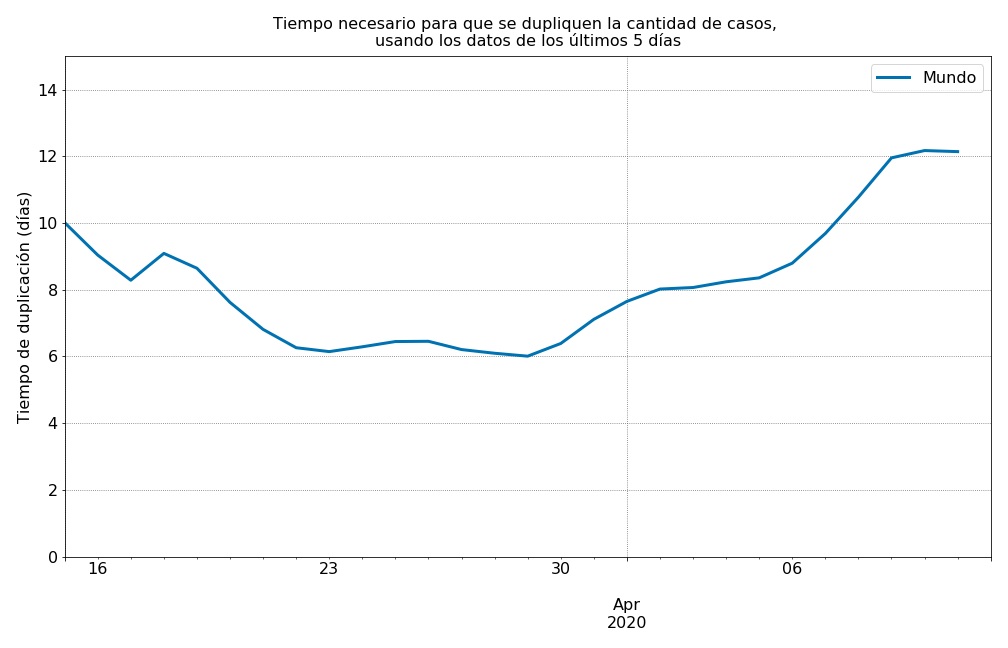 Tiempo necesario para que se dupliquen la cantidad de casos,
usando los datos de los últimos 5 días
Mundo
Tiempo de duplicación (días)
14
12
10
8
6
4
2
0
16
23
30
06
Apr
2020